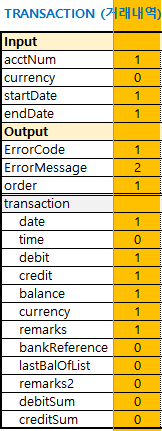 TRANSACTION (거래내역)
Input
acctNum 1
currency 0
startDate 1
endDate 1
Output
ErrorCode 1
ErrorMessage 2
order 1
transaction
date 1
time 0
debit 1
credit 1
balance 1
currency 1
remarks 1
bankReference 0
lastBalOfList 0
remarks2 0
debitSum 0
creditSum 0